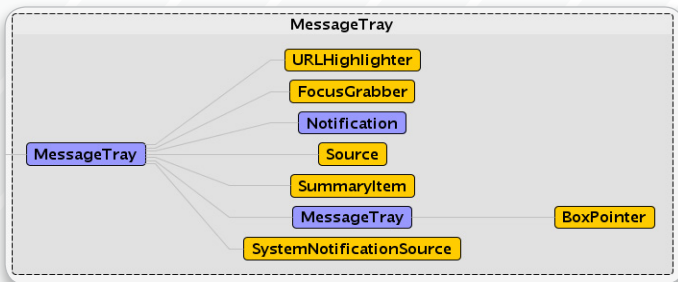 MessageTray
URLHighlighter
FocusGrabber
Notification
MessageTray
Source
SummaryItem
MessageTray
BoxPointer
SystemNotificationSource